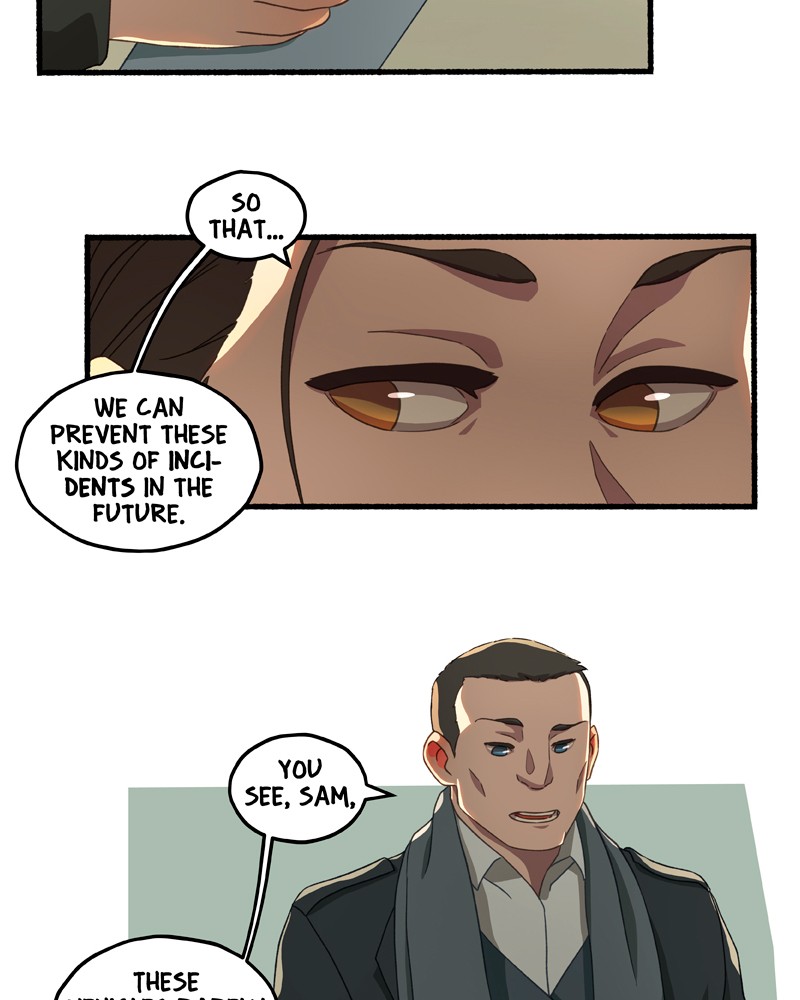 SO
THAT...
WE CAN
PREVENT THESE
KINDS OF INCI-
DENTS IN THE
FUTURE.
YOU
SEE, SAM,
THESE